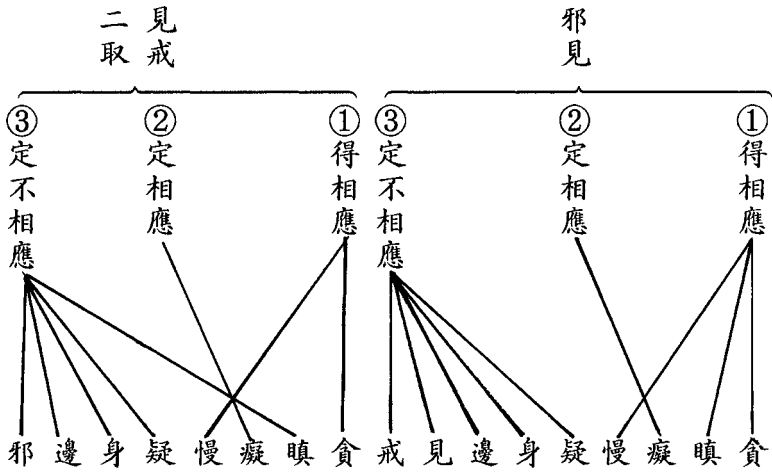 邪見
①得相應
②定相應
③定不相應
貪
瞋
癡
慢
疑
身
邊
見
戒
見戒
二取
①得相應
②定相應
③定不相應
貪
瞋
癡
慢
疑
身
邊
邪